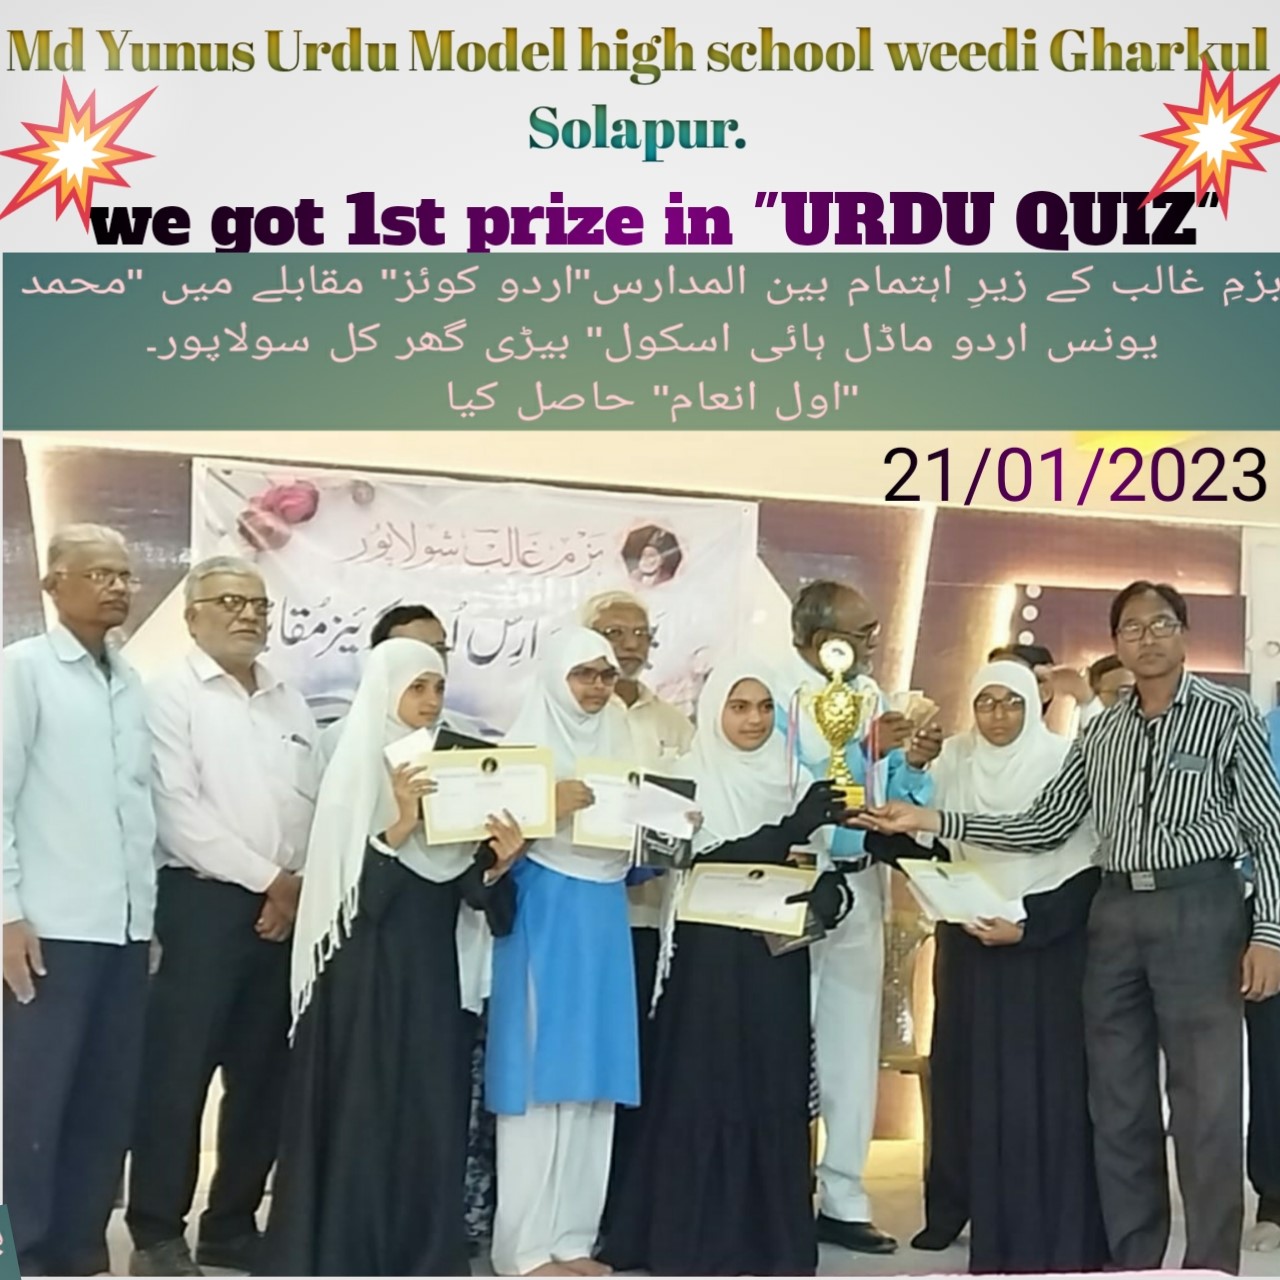 Md Yunus Urdu Model high school weedi Gharkul
Solapur.
we got 1st prize in "URDU QUIZ"
بزمِ غالب کے زیرِ اہتمام بین المدارس"اردو کوئز" مقابلے میں "محمد
یونس اردو ماڈل ہائی اسکول" بیڑی گھر کل سولاپور۔
"اول انعام" حاصل کیا
21/01/2023
بزم غالب شولاپور